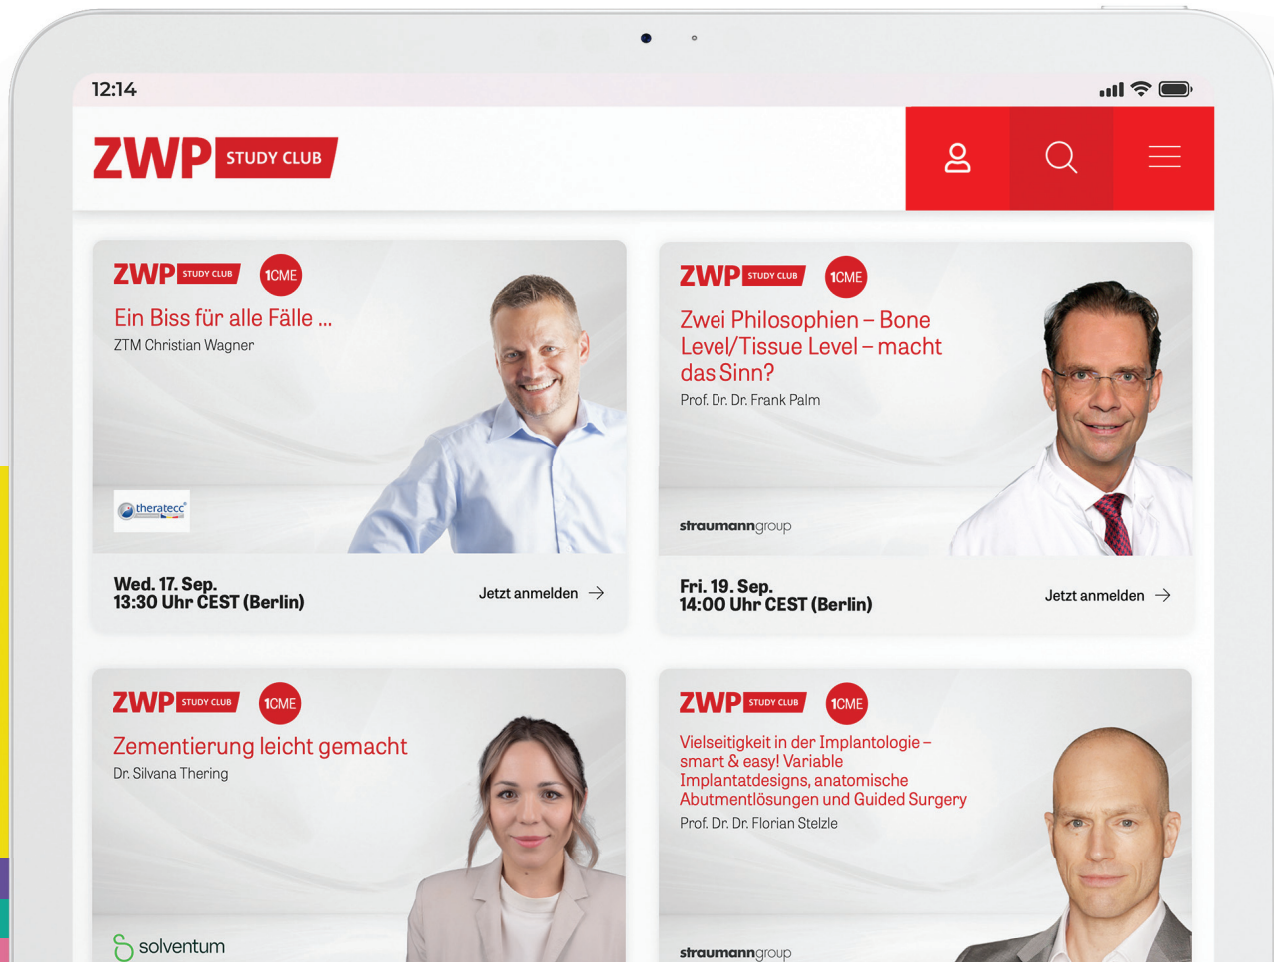 12:14
ZWP STUDY CLUB
ZWP STUDY CLUB 1CME
Ein Biss für alle Fälle ...
ZTM Christian Wagner
theratecc®
Wed. 17. Sep.
13:30 Uhr CEST (Berlin)
Jetzt anmelden
ZWP STUDY CLUB 1CME
Zwei Philosophien – Bone
Level/Tissue Level – macht
das Sinn?
Prof. Dr. Dr. Frank Palm
straumanngroup
Fri. 19. Sep.
14:00 Uhr CEST (Berlin)
Jetzt anmelden
ZWP STUDY CLUB 1CME
Zementierung leicht gemacht
Dr. Silvana Thering
solventum
ZWP STUDY CLUB 1CME
Vielseitigkeit in der Implantologie –
smart & easy! Variable
Implantatdesigns, anatomische
Abutmentlösungen und Guided Surgery
Prof. Dr. Dr. Florian Stelzle
straumanngroup